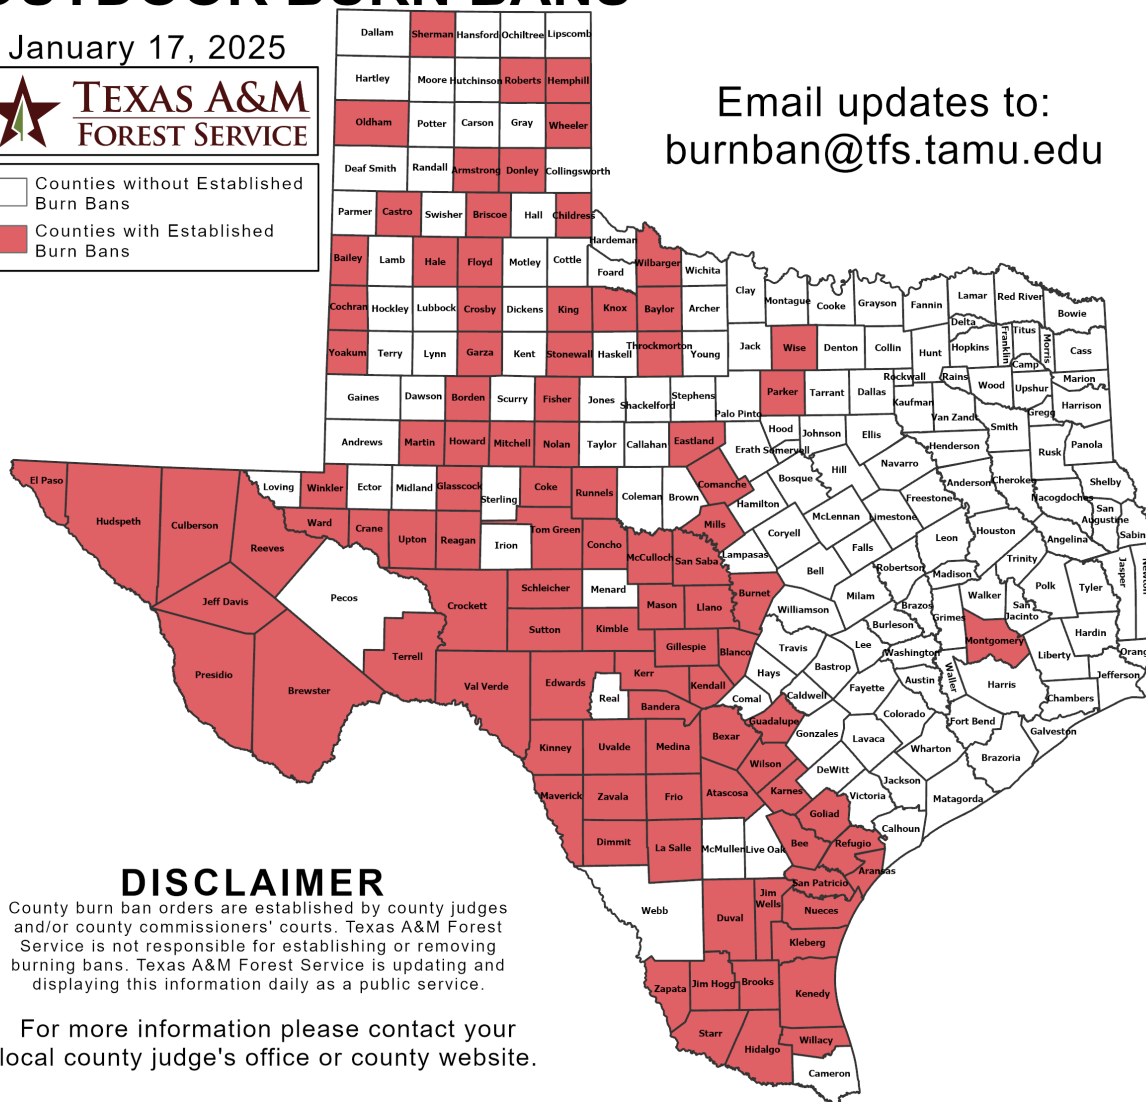 OUTDOOR BURN BANS
January 17, 2025
TEXAS A&M
FOREST SERVICE
Counties without Established
Burn Bans
Counties with Established
Burn Bans
Email updates to:
burnban@tfs.tamu.edu
Dallam Sherman Hansford Ochiltree Lipscomb
Hartley Moore Hutchinson Roberts Hemphill
Oldham Potter Carson Gray Wheeler
Deaf Smith Randall Armstrong Donley Collingsworth
Parmer Castro Swisher Briscoe Hall Childress
Hardeman
Bailey Lamb Hale Floyd Motley Cottle Foard Wilbarger Wichita
Clay Montague Cooke Grayson Fannin Lamar Red River Bowie
Cochran Hockley Lubbock Crosby Dickens King Knox Baylor Archer
Delta Titus Franklin Morris
Yoakum Terry Lynn Garza Kent Stonewall Haskell Throckmorton Young Jack Wise Denton Collin Hunt Hopkins Cass
Camp
Rockwall Rains Wood Upshur Marion
Gaines Dawson Borden Scurry Fisher Jones Shackelford Stephens Palo Pinto Parker Tarrant Dallas Kaufman Van Zandt Gregg Harrison
Smith
Andrews Martin Howard Mitchell Nolan Taylor Callahan Eastland Erath Hood Somervell Johnson Ellis Henderson Rusk Panola
El Paso Hudspeth Culberson Reeves Loving Winkler Ector Midland Glasscock Sterling Coke Runnels Coleman Brown Comanche Hamilton Bosque Hill Navarro Freestone Anderson Cherokee Nacogdoches Shelby
San
Augustine
Sabin
Ward Crane Upton Reagan Irion Tom Green Concho McCulloch San Saba Mills Lampasas Coryell McLennan Limestone Falls Leon Houston Angelina
Trinity
Jeff Davis Pecos Crockett Schleicher Menard Mason Llano Burnet Bell Milam Robertson Madison Walker Polk Tyler Jasper Newton
San
Jacinto
Sutton Kimble Gillespie Blanco Williamson Travis Lee Burleson Brazos Grimes Montgomery Hardin
Washington Waller Liberty Orang
Presidio Brewster Terrell Val Verde Edwards Real Kerr Bandera Kendall Comal Hays Caldwell Bastrop Fayette Austin Harris Chambers Jefferson
Kinney Uvalde Medina Bexar Guadalupe Gonzales Lavaca Colorado Wharton Fort Bend Brazoria Galveston
Wilson DeWitt Jackson Matagorda
Maverick Zavala Frio Atascosa Karnes Goliad Victoria Calhoun
Dimmit La Salle McMullen Live Oak Bee Refugio Aransas
San Patricio
Webb Duval Jim
Wells Nueces
Kleberg
Zapata Jim Hogg Brooks Kenedy
Starr Hidalgo Willacy
Cameron
DISCLAIMER
County burn ban orders are established by county judges
and/or county commissioners' courts. Texas A&M Forest
Service is not responsible for establishing or removing
burning bans. Texas A&M Forest Service is updating and
displaying this information daily as a public service.
For more information please contact your
local county judge's office or county website.